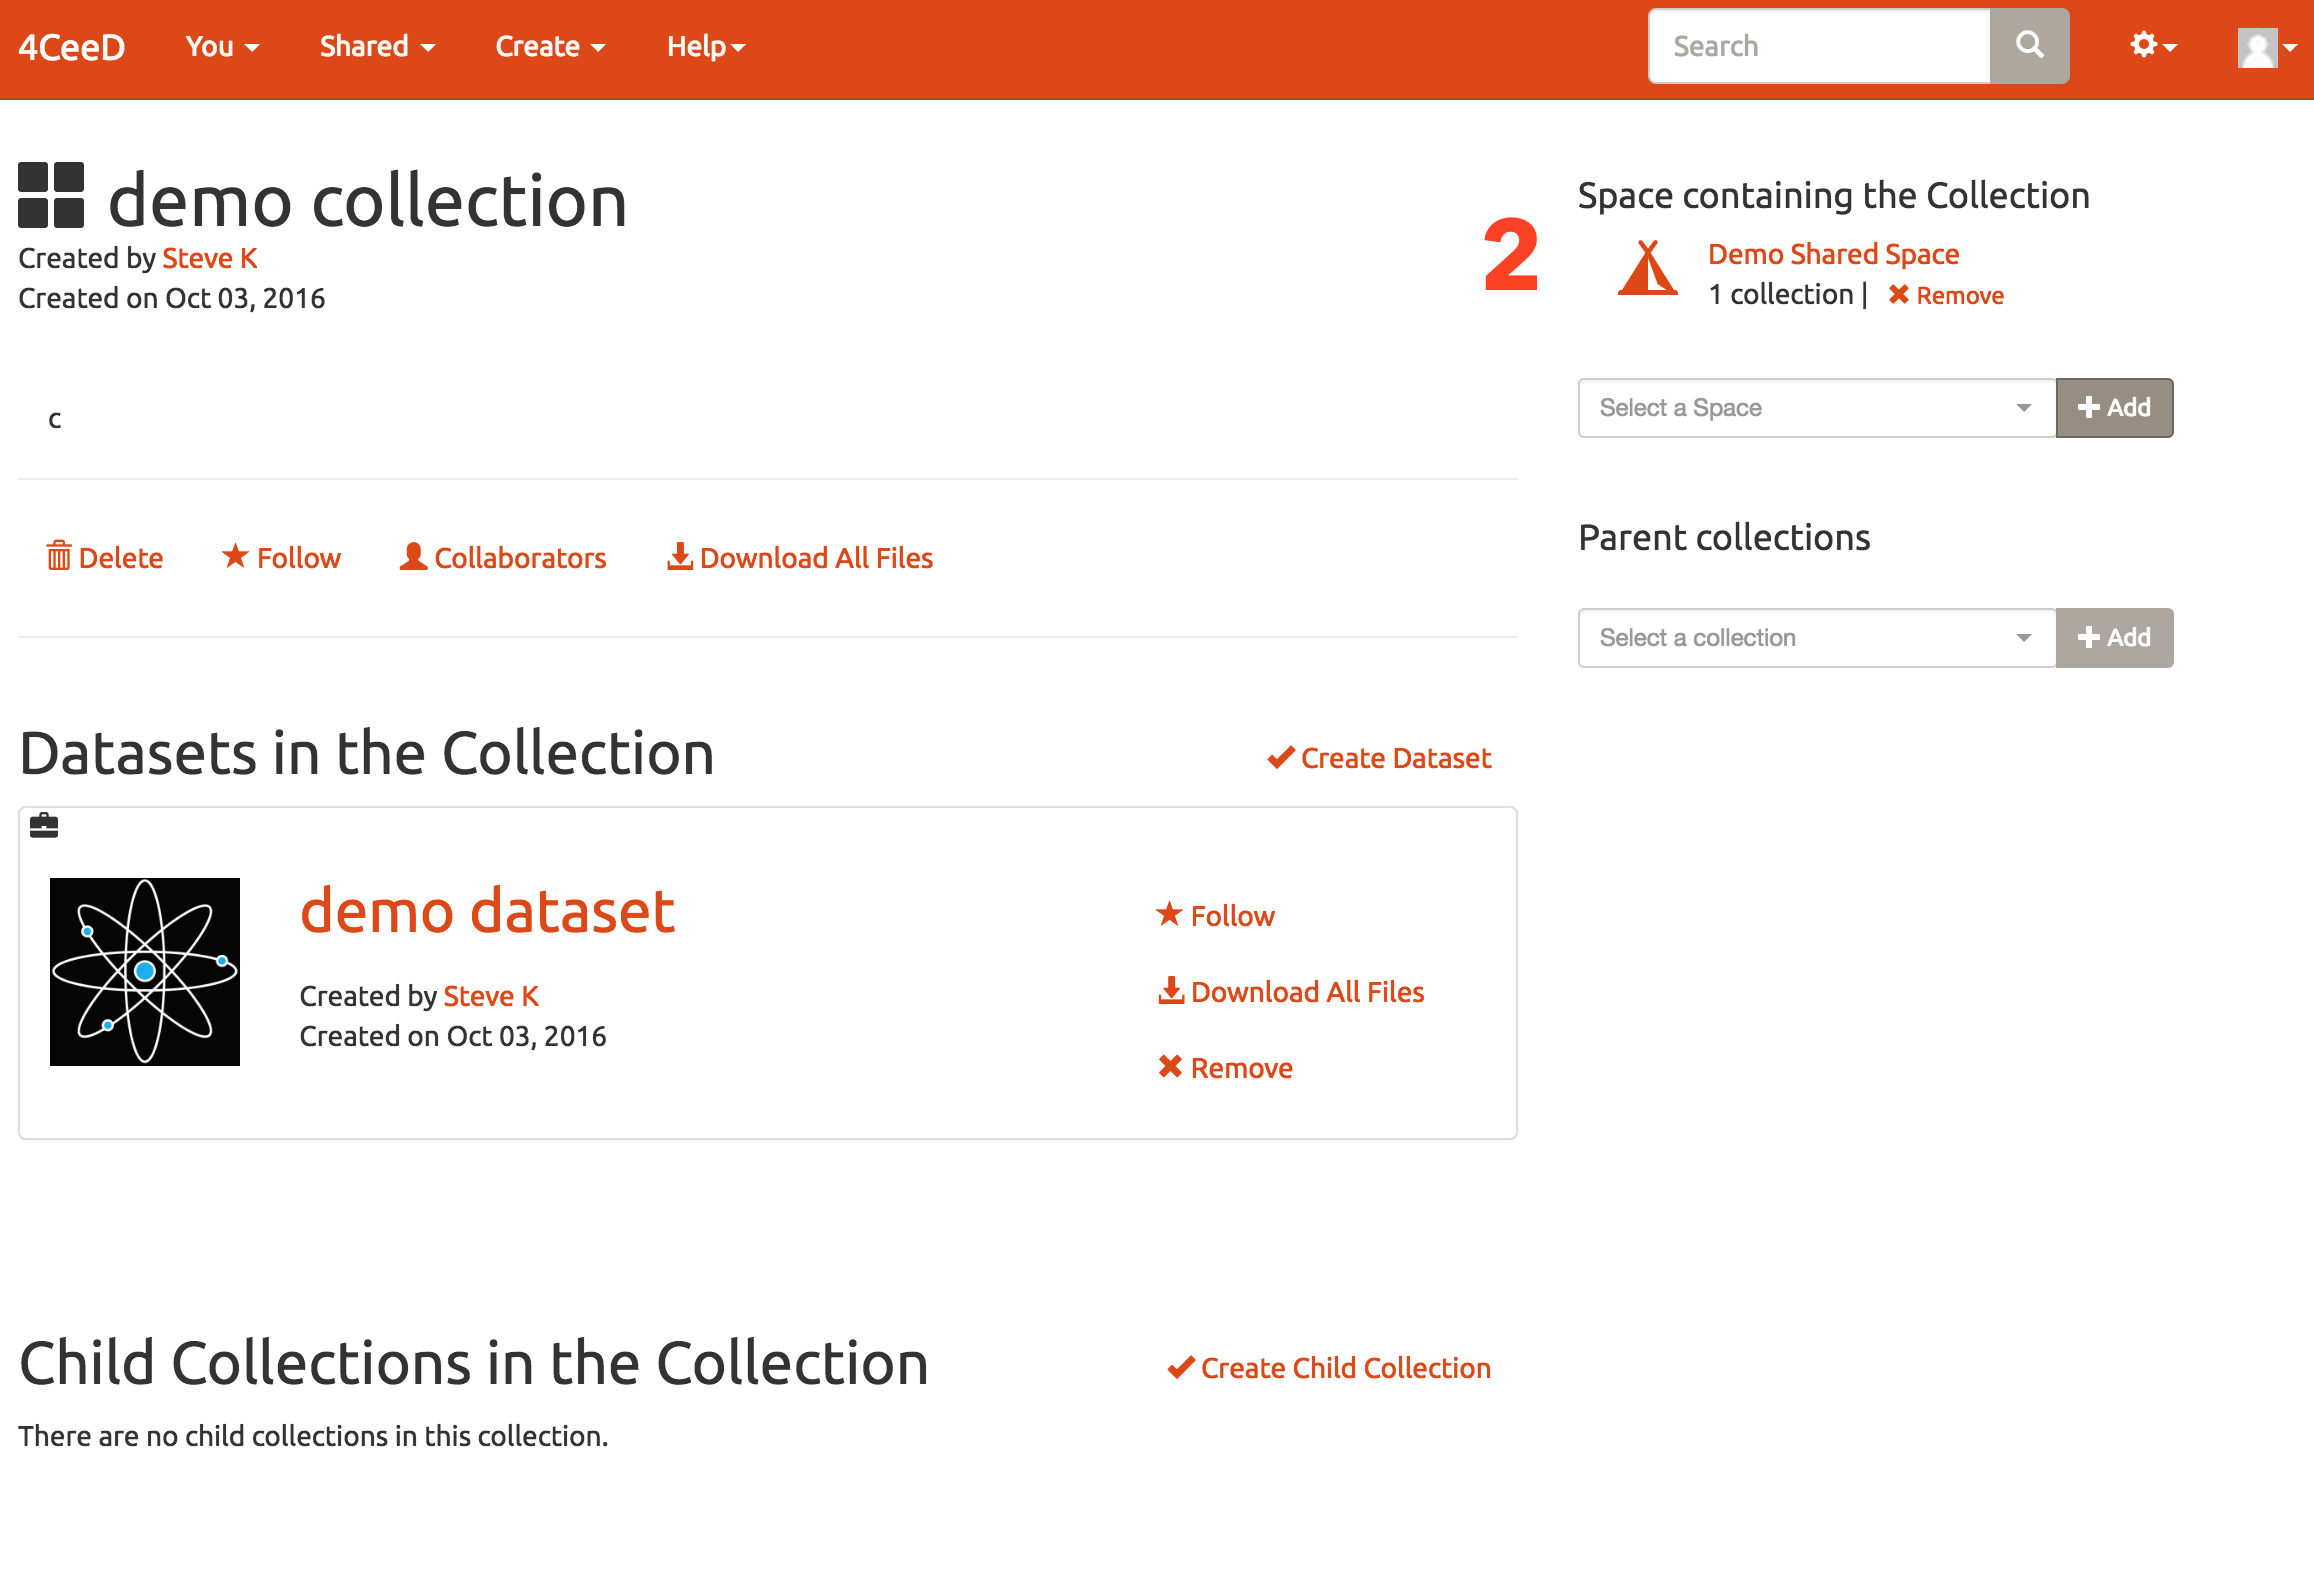 4CeeD You Shared Create Help Search
demo collection
Created by Steve K
Created on Oct 03, 2016
c
Delete Follow Collaborators Download All Files
2
Space containing the Collection
Demo Shared Space
1 collection | Remove
Select a Space Add
Parent collections
Select a collection Add
Datasets in the Collection Create Dataset
demo dataset
Created by Steve K
Created on Oct 03, 2016
Follow
Download All Files
Remove
Child Collections in the Collection Create Child Collection
There are no child collections in this collection.